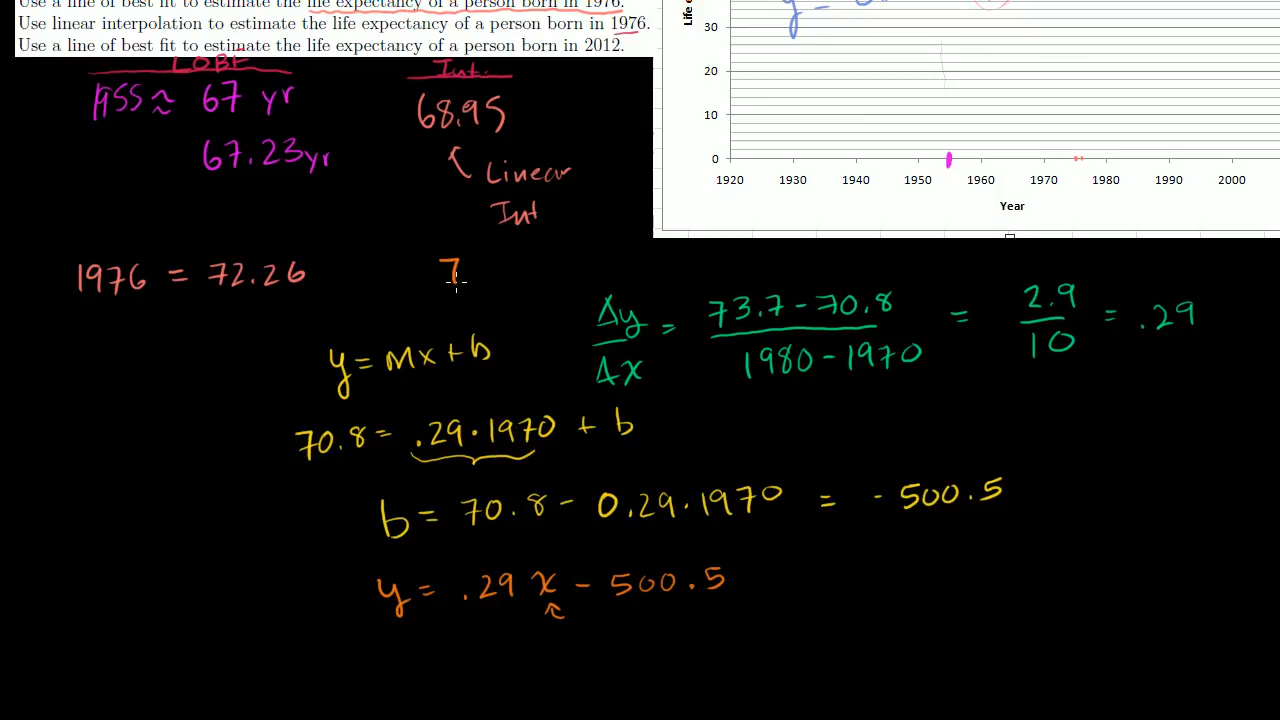 Use a line of best fit to estimate the life expectancy of a person born in 1976.
Use linear interpolation to estimate the life expectancy of a person born in 1976.
Use a line of best fit to estimate the life expectancy of a person born in 2012.
LOBF
Int.
1955 ≈ 67 yr
67.23yr
68.95
Linear
Int
1976 = 72.26
7
Δy/Δx = (73.7 - 70.8)/(1980 - 1970) = 2.9/10 = .29
y = mx + b
70.8 = .29 · 1970 + b
b = 70.8 - 0.29 · 1970 = - 500.5
y = .29 x - 500.5
y =
30
20
10
0
1920 1930 1940 1950 1960 1970 1980 1990 2000
Year